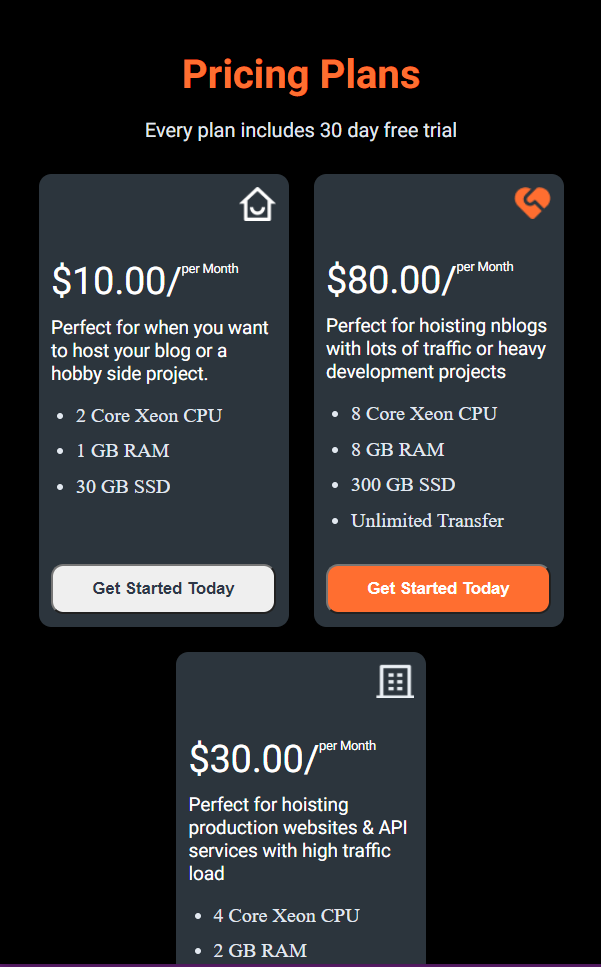 Pricing Plans
Every plan includes 30 day free trial
$10.00/per Month
Perfect for when you want
to host your blog or a
hobby side project.
2 Core Xeon CPU
1 GB RAM
30 GB SSD
Get Started Today
$80.00/per Month
Perfect for hoisting nblogs
with lots of traffic or heavy
development projects
8 Core Xeon CPU
8 GB RAM
300 GB SSD
Unlimited Transfer
Get Started Today
$30.00/per Month
Perfect for hoisting
production websites & API
services with high traffic
load
4 Core Xeon CPU
2 GB RAM